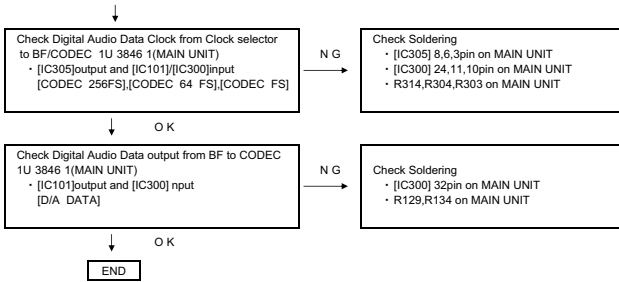 Check Digital Audio Data Clock from Clock selector
to BF/CODEC 1U 3846 1(MAIN UNIT)
・[IC305]output and [IC101]/[IC300]input
[CODEC 256FS],[CODEC 64 FS],[CODEC FS]
N G
Check Soldering
・[IC305] 8,6,3pin on MAIN UNIT
・[IC300] 24,11,10pin on MAIN UNIT
・R314,R304,R303 on MAIN UNIT
O K
Check Digital Audio Data output from BF to CODEC
1U 3846 1(MAIN UNIT)
・[IC101]output and [IC300] nput
[D/A DATA]
N G
Check Soldering
・[IC300] 32pin on MAIN UNIT
・R129,R134 on MAIN UNIT
O K
END